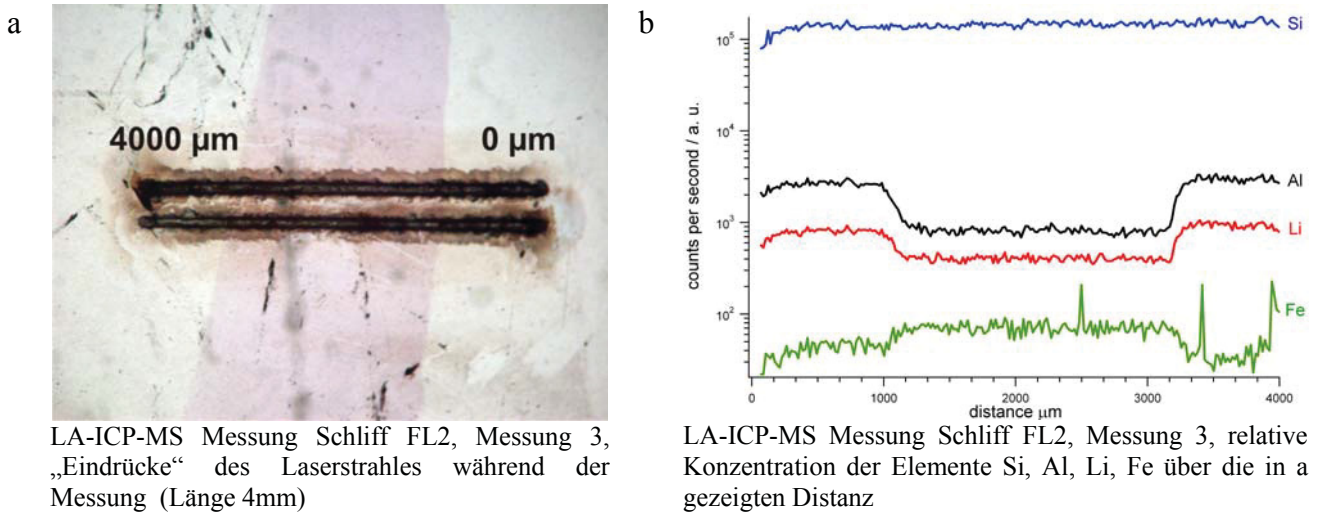 a
4000 µm
0 µm
LA-ICP-MS Messung Schliff FL2, Messung 3,
„Eindrücke“ des Laserstrahles während der
Messung (Länge 4mm)
b
counts per second / a. u.
10⁵
10⁴
10³
10²
Si
Al
Li
Fe
0
1000
2000
3000
4000
distance µm
LA-ICP-MS Messung Schliff FL2, Messung 3, relative
Konzentration der Elemente Si, Al, Li, Fe über die in a
gezeigten Distanz